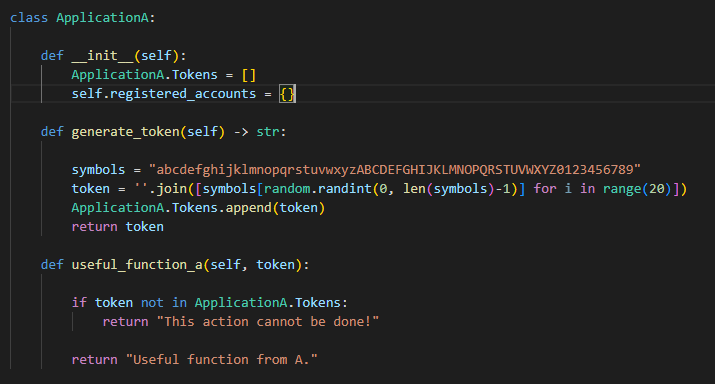 class ApplicationA:
def __init__(self):
ApplicationA.Tokens = []
self.registered_accounts = {}
def generate_token(self) -> str:
symbols = "abcdefghijklmnopqrstuvwxyzABCDEFGHIJKLMNOPQRSTUVWXYZ0123456789"
token = ''.join([symbols[random.randint(0, len(symbols)-1)] for i in range(20)])
ApplicationA.Tokens.append(token)
return token
def useful_function_a(self, token):
if token not in ApplicationA.Tokens:
return "This action cannot be done!"
return "Useful function from A."